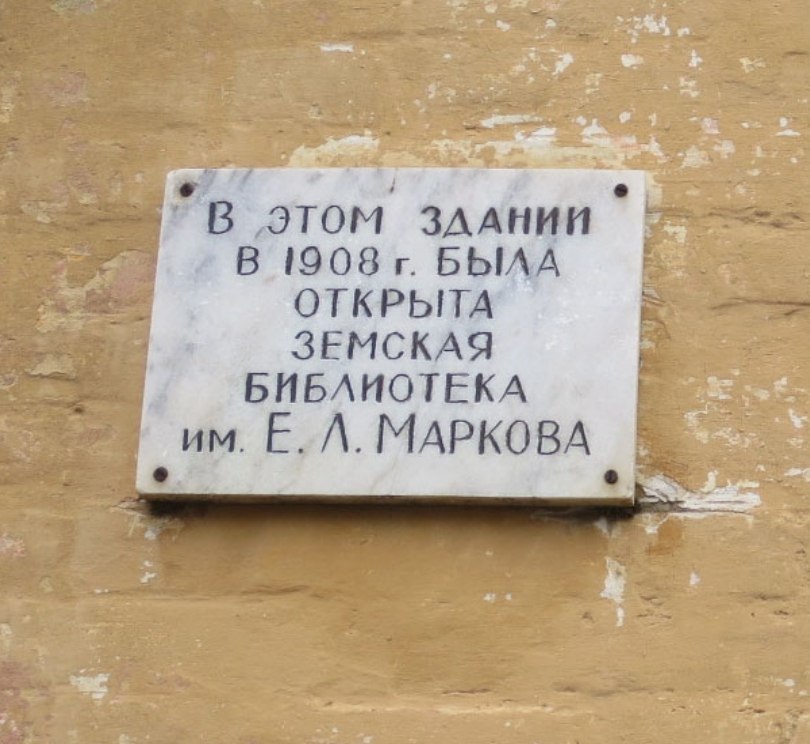 В ЭТОМ ЗДАНИИ
В 1908 г. БЫЛА
ОТКРЫТА
ЗЕМСКАЯ
БИБЛИОТЕКА
им. Е. Л. МАРКОВА